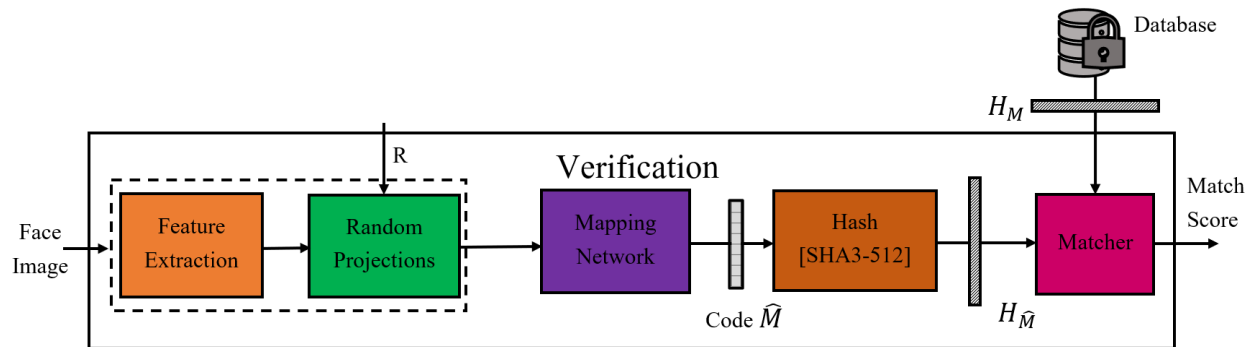 Database
H_M
R
Verification
Face
Image
Feature
Extraction
Random
Projections
Mapping
Network
Code M̂
Hash
[SHA3-512]
H_M̂
Matcher
Match
Score